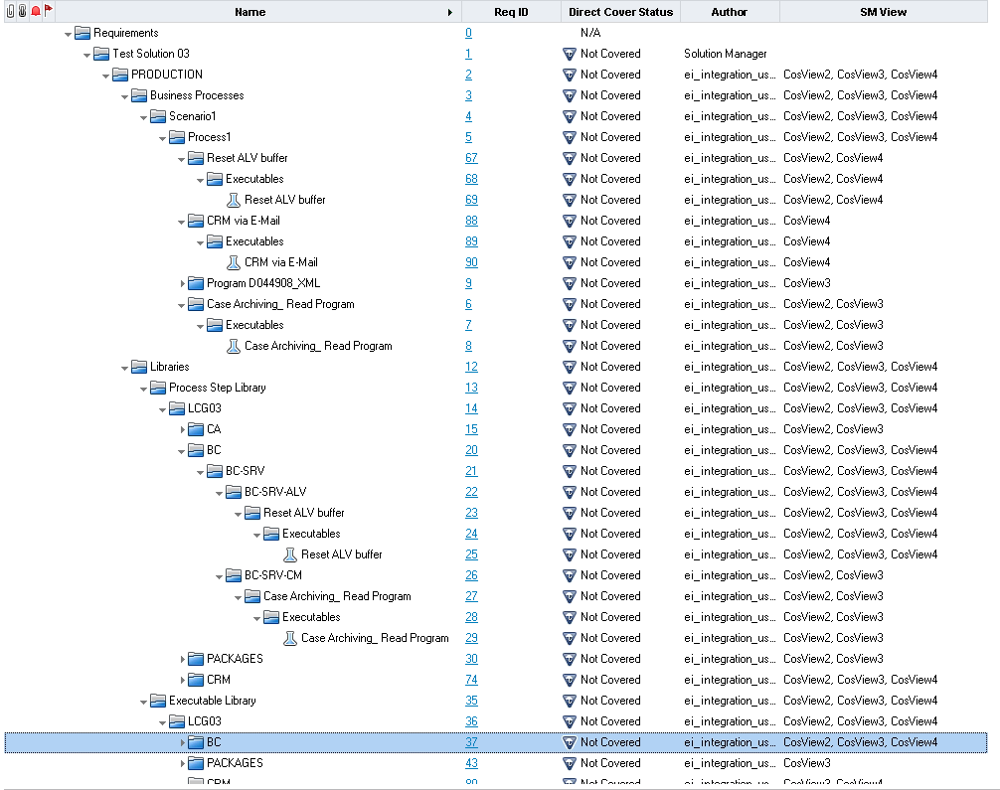 Name Req ID Direct Cover Status Author SM View
Requirements 0 N/A
Test Solution 03 1 Not Covered Solution Manager
PRODUCTION 2 Not Covered ei_integration_us... CosView2, CosView3, CosView4
Business Processes 3 Not Covered ei_integration_us... CosView2, CosView3, CosView4
Scenario1 4 Not Covered ei_integration_us... CosView2, CosView3, CosView4
Process1 5 Not Covered ei_integration_us... CosView2, CosView3, CosView4
Reset ALV buffer 67 Not Covered ei_integration_us... CosView2, CosView4
Executables 68 Not Covered ei_integration_us... CosView2, CosView4
Reset ALV buffer 69 Not Covered ei_integration_us... CosView2, CosView4
CRM via E-Mail 88 Not Covered ei_integration_us... CosView4
Executables 89 Not Covered ei_integration_us... CosView4
CRM via E-Mail 90 Not Covered ei_integration_us... CosView4
Program D044908_XML 9 Not Covered ei_integration_us... CosView3
Case Archiving_ Read Program 6 Not Covered ei_integration_us... CosView2, CosView3
Executables 7 Not Covered ei_integration_us... CosView2, CosView3
Case Archiving_ Read Program 8 Not Covered ei_integration_us... CosView2, CosView3
Libraries 12 Not Covered ei_integration_us... CosView2, CosView3, CosView4
Process Step Library 13 Not Covered ei_integration_us... CosView2, CosView3, CosView4
LCG03 14 Not Covered ei_integration_us... CosView2, CosView3, CosView4
CA 15 Not Covered ei_integration_us... CosView2, CosView3
BC 20 Not Covered ei_integration_us... CosView2, CosView3, CosView4
BC-SRV 21 Not Covered ei_integration_us... CosView2, CosView3, CosView4
BC-SRV-ALV 22 Not Covered ei_integration_us... CosView2, CosView3, CosView4
Reset ALV buffer 23 Not Covered ei_integration_us... CosView2, CosView3, CosView4
Executables 24 Not Covered ei_integration_us... CosView2, CosView3, CosView4
Reset ALV buffer 25 Not Covered ei_integration_us... CosView2, CosView3, CosView4
BC-SRV-CM 26 Not Covered ei_integration_us... CosView2, CosView3
Case Archiving_ Read Program 27 Not Covered ei_integration_us... CosView2, CosView3
Executables 28 Not Covered ei_integration_us... CosView2, CosView3
Case Archiving_ Read Program 29 Not Covered ei_integration_us... CosView2, CosView3
PACKAGES 30 Not Covered ei_integration_us... CosView2, CosView3
CRM 74 Not Covered ei_integration_us... CosView2, CosView3, CosView4
Executable Library 35 Not Covered ei_integration_us... CosView2, CosView3, CosView4
LCG03 36 Not Covered ei_integration_us... CosView2, CosView3, CosView4
BC 37 Not Covered ei_integration_us... CosView2, CosView3, CosView4
PACKAGES 43 Not Covered ei_integration_us... CosView3
CRM 80 Not Covered ei_integration_us... CosView3, CosView4